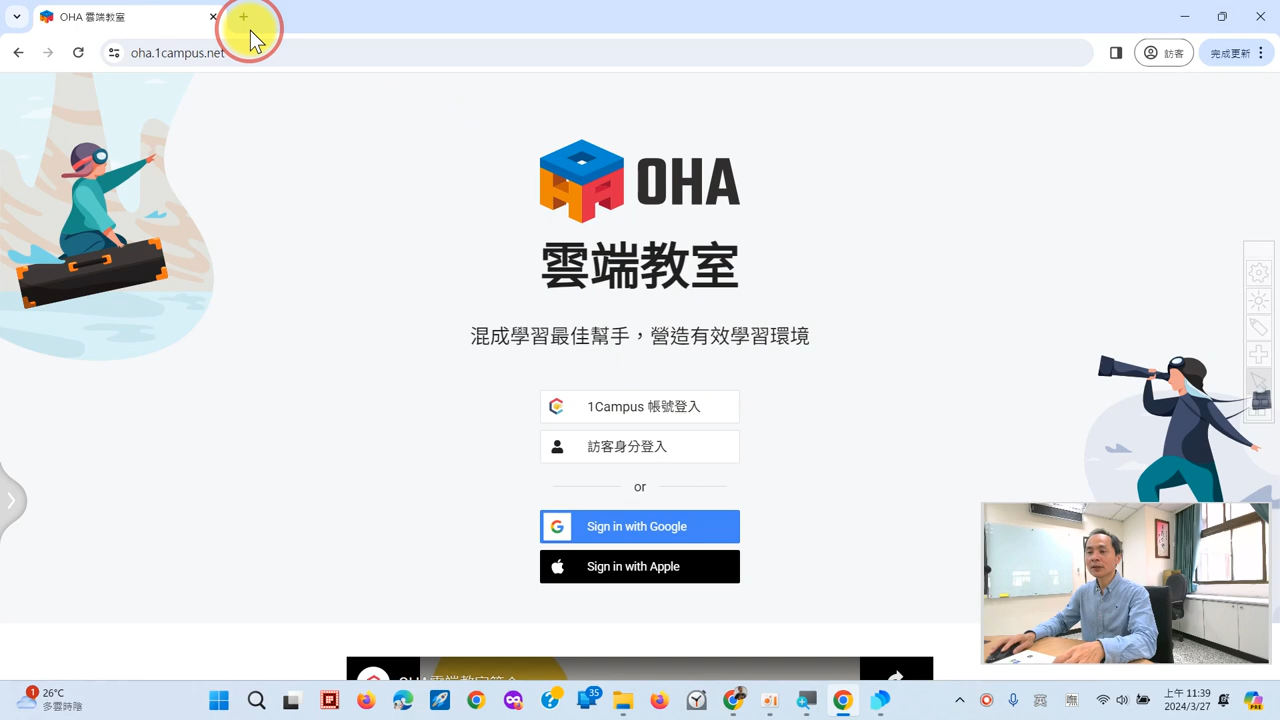 OHA 雲端教室
oha.1campus.net
訪客
完成更新
OHA
雲端教室
混成學習最佳幫手，營造有效學習環境
1Campus 帳號登入
訪客身分登入
or
Sign in with Google
Sign in with Apple
1
26°C
多雲時陰
35
上午 11:39
2024/3/27
PRE